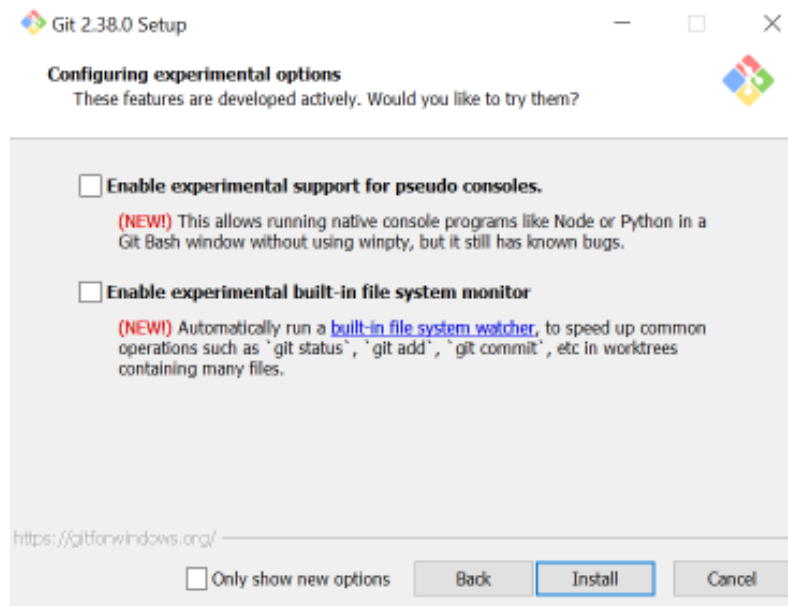 Git 2.38.0 Setup
Configuring experimental options
These features are developed actively. Would you like to try them?
Enable experimental support for pseudo consoles.
(NEW!) This allows running native console programs like Node or Python in a
Git Bash window without using winpty, but it still has known bugs.
Enable experimental built-in file system monitor
(NEW!) Automatically run a built-in file system watcher, to speed up common
operations such as `git status`, `git add`, `git commit`, etc in worktrees
containing many files.
https://gitforwindows.org/
Only show new options
Back
Install
Cancel